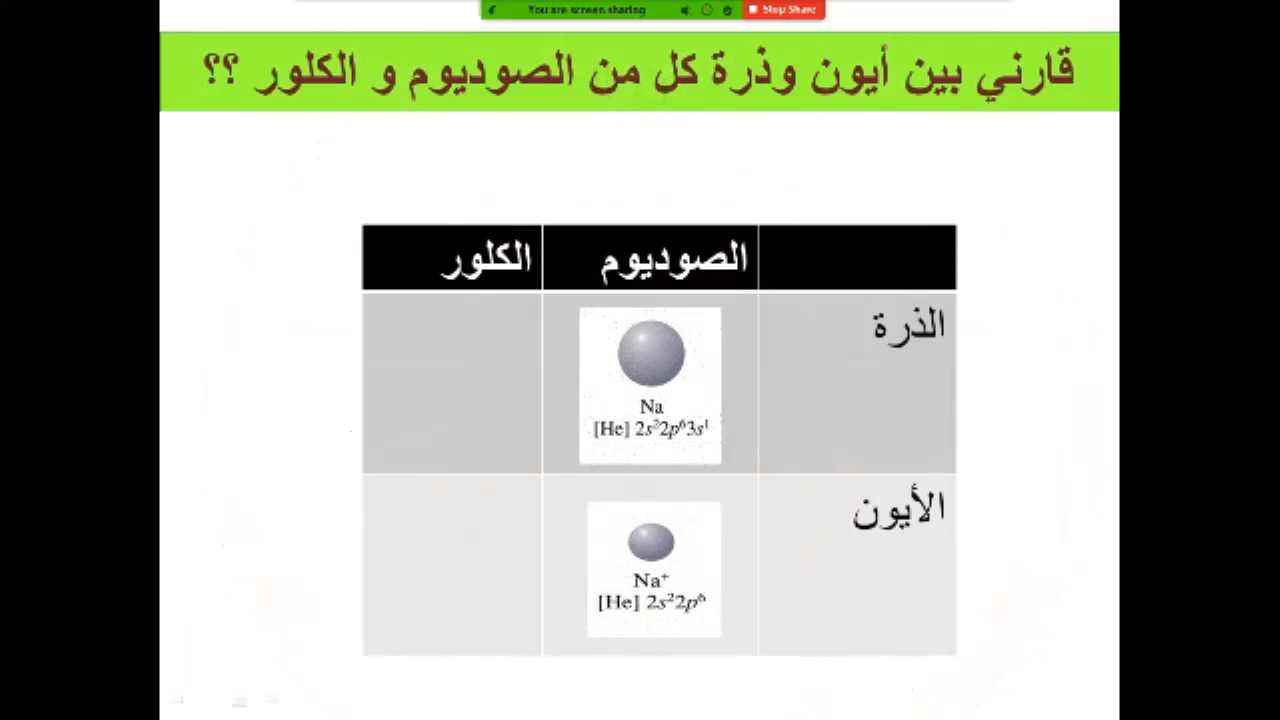 You are screen sharing
Stop Share
قارني بين أيون وذرة كل من الصوديوم و الكلور ؟؟
الصوديوم
الكلور
الذرة
Na
[He] 2s²2p⁶3s¹
الأيون
Na⁺
[He] 2s²2p⁶